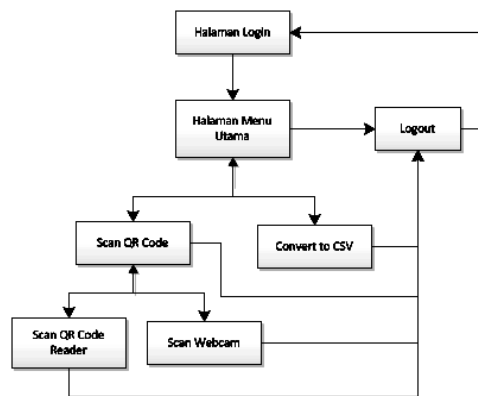 Halaman Login
Halaman Menu
Utama
Logout
Scan QR Code
Convert to CSV
Scan QR Code
Reader
Scan Webcam